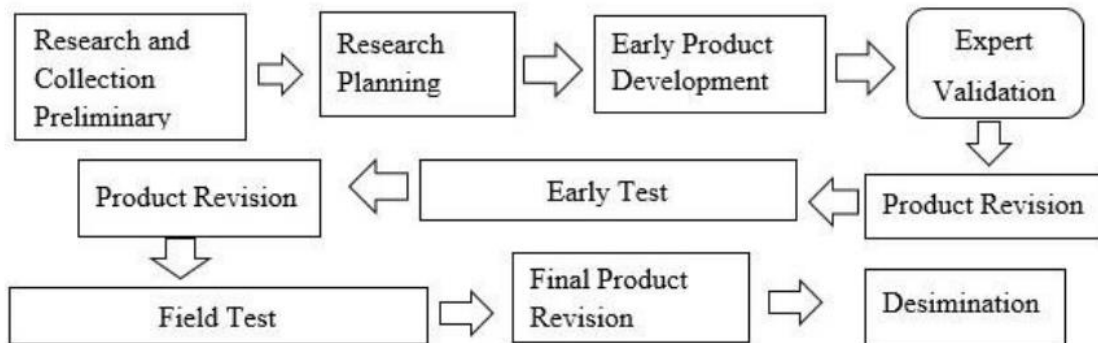 Research and
Collection
Preliminary
Research
Planning
Early Product
Development
Expert
Validation
Product Revision
Early Test
Product Revision
Field Test
Final Product
Revision
Desimination